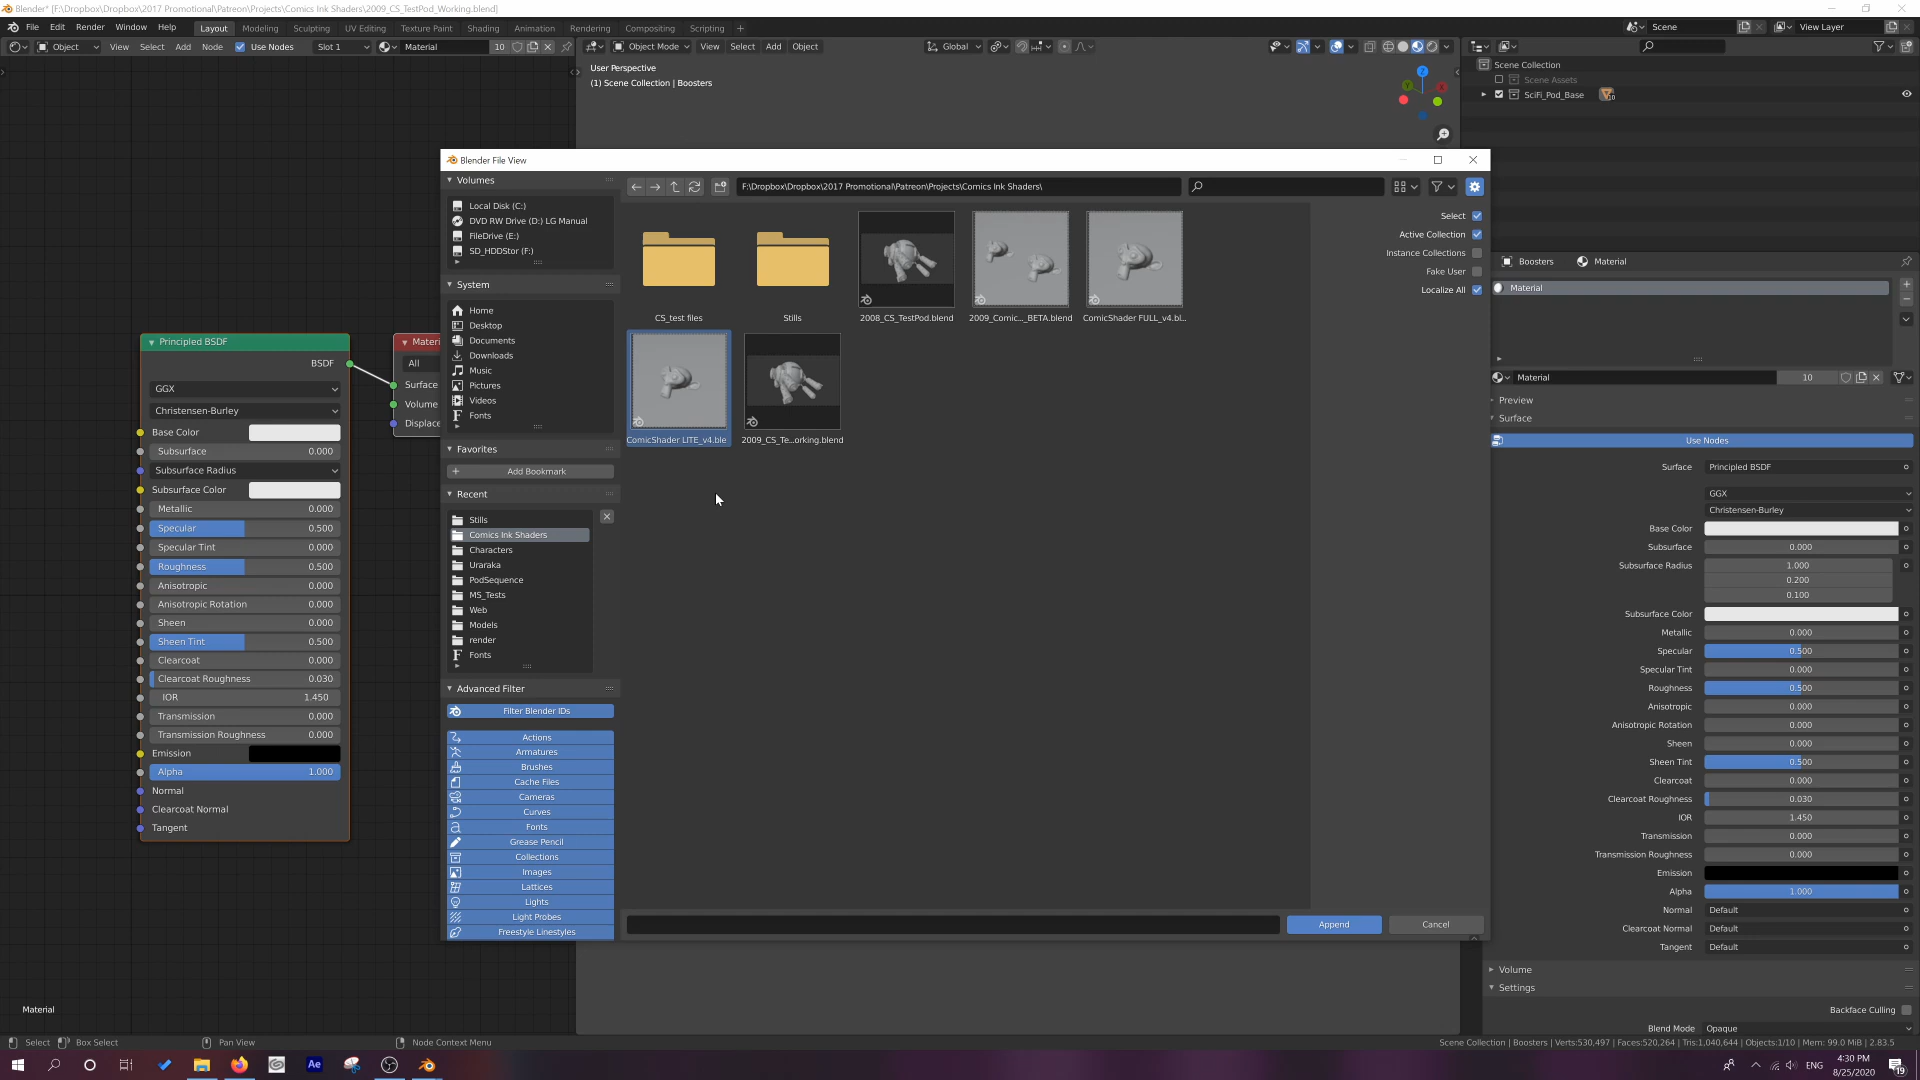 Blender* [F:\Dropbox\Dropbox\2017 Promotional\Patreon\Projects\Comics Ink Shaders\2009_CS_TestPod_Working.blend]
File Edit Render Window Help Layout Modeling Sculpting UV Editing Texture Paint Shading Animation Rendering Compositing Scripting + Scene View Layer
Object View Select Add Node Use Nodes Slot 1 Material 10 Object Mode View Select Add Object Global
User Perspective
(1) Scene Collection | Boosters
Scene Collection
Scene Assets
SciFi_Pod_Base
Blender File View
Volumes
Local Disk (C:)
DVD RW Drive (D:) LG Manual
FileDrive (E:)
SD_HDDStor (F:)
System
Home
Desktop
Documents
Downloads
Music
Pictures
Videos
Fonts
Favorites
Add Bookmark
Recent
Stills
Comics Ink Shaders
Characters
Uraraka
PodSequence
MS_Tests
Web
Models
render
Fonts
Advanced Filter
Filter Blender IDs
Actions
Armatures
Brushes
Cache Files
Cameras
Curves
Fonts
Grease Pencil
Collections
Images
Lattices
Lights
Light Probes
Freestyle Linestyles
F:\Dropbox\Dropbox\2017 Promotional\Patreon\Projects\Comics Ink Shaders\
CS_test files
Stills
2008_CS_TestPod.blend
2009_Comic..._BETA.blend
ComicShader FULL_v4.bl...
ComicShader LITE_v4.ble
2009_CS_Te...orking.blend
Select
Active Collection
Instance Collections
Fake User
Localize All
Append
Cancel
Principled BSDF
BSDF
GGX
Christensen-Burley
Base Color
Subsurface 0.000
Subsurface Radius
Subsurface Color
Metallic 0.000
Specular 0.500
Specular Tint 0.000
Roughness 0.500
Anisotropic 0.000
Anisotropic Rotation 0.000
Sheen 0.000
Sheen Tint 0.500
Clearcoat 0.000
Clearcoat Roughness 0.030
IOR 1.450
Transmission 0.000
Transmission Roughness 0.000
Emission
Alpha 1.000
Normal
Clearcoat Normal
Tangent
Materi
All
Surface
Volume
Displace
Material
Boosters Material
Material
Material 10
Preview
Surface
Use Nodes
Surface Principled BSDF
GGX
Christensen-Burley
Base Color
Subsurface 0.000
Subsurface Radius 1.000
0.200
0.100
Subsurface Color
Metallic 0.000
Specular 0.500
Specular Tint 0.000
Roughness 0.500
Anisotropic 0.000
Anisotropic Rotation 0.000
Sheen 0.000
Sheen Tint 0.500
Clearcoat 0.000
Clearcoat Roughness 0.030
IOR 1.450
Transmission 0.000
Transmission Roughness 0.000
Emission
Alpha 1.000
Normal Default
Clearcoat Normal Default
Tangent Default
Volume
Settings
Backface Culling
Blend Mode Opaque
Select Box Select Pan View Node Context Menu
Scene Collection | Boosters | Verts:530,497 | Faces:520,264 | Tris:1,040,644 | Objects:1/10 | Mem: 99.0 MiB | 2.83.5
Ae
ENG
4:30 PM
8/25/2020
19